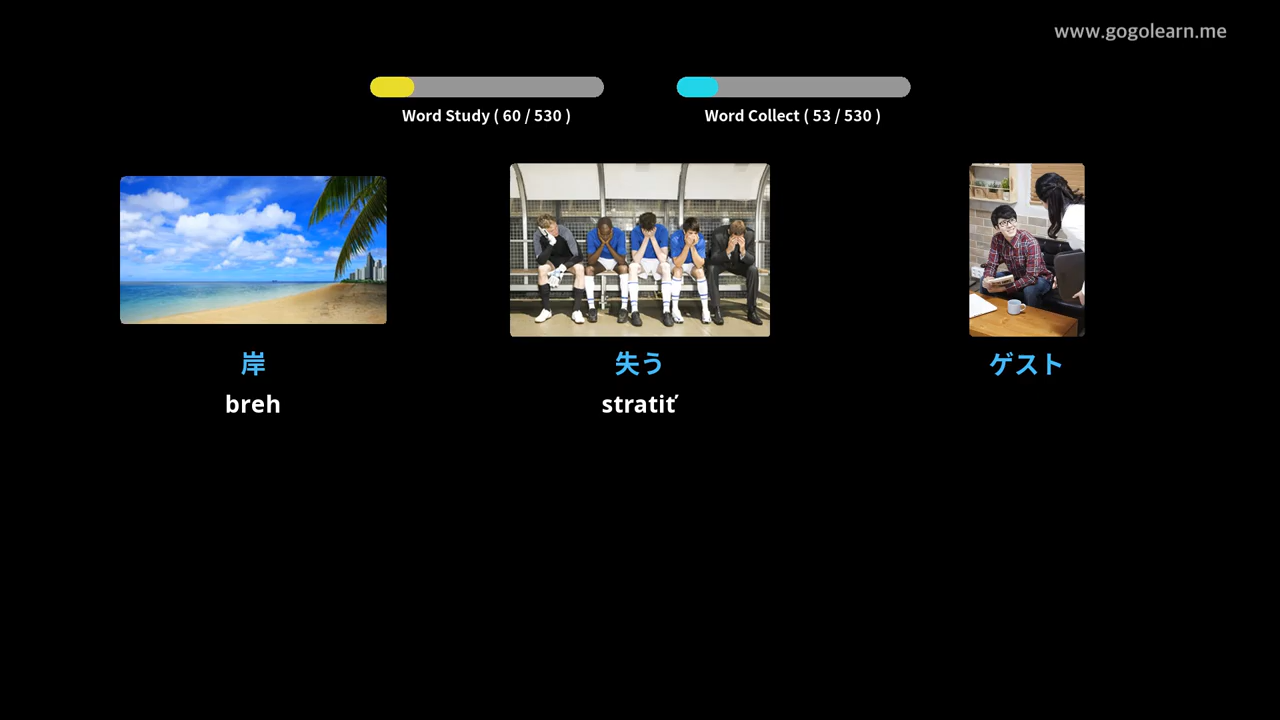 www.gogolearn.me
Word Study ( 60 / 530 )
Word Collect ( 53 / 530 )
岸
breh
失う
stratiť
ゲスト